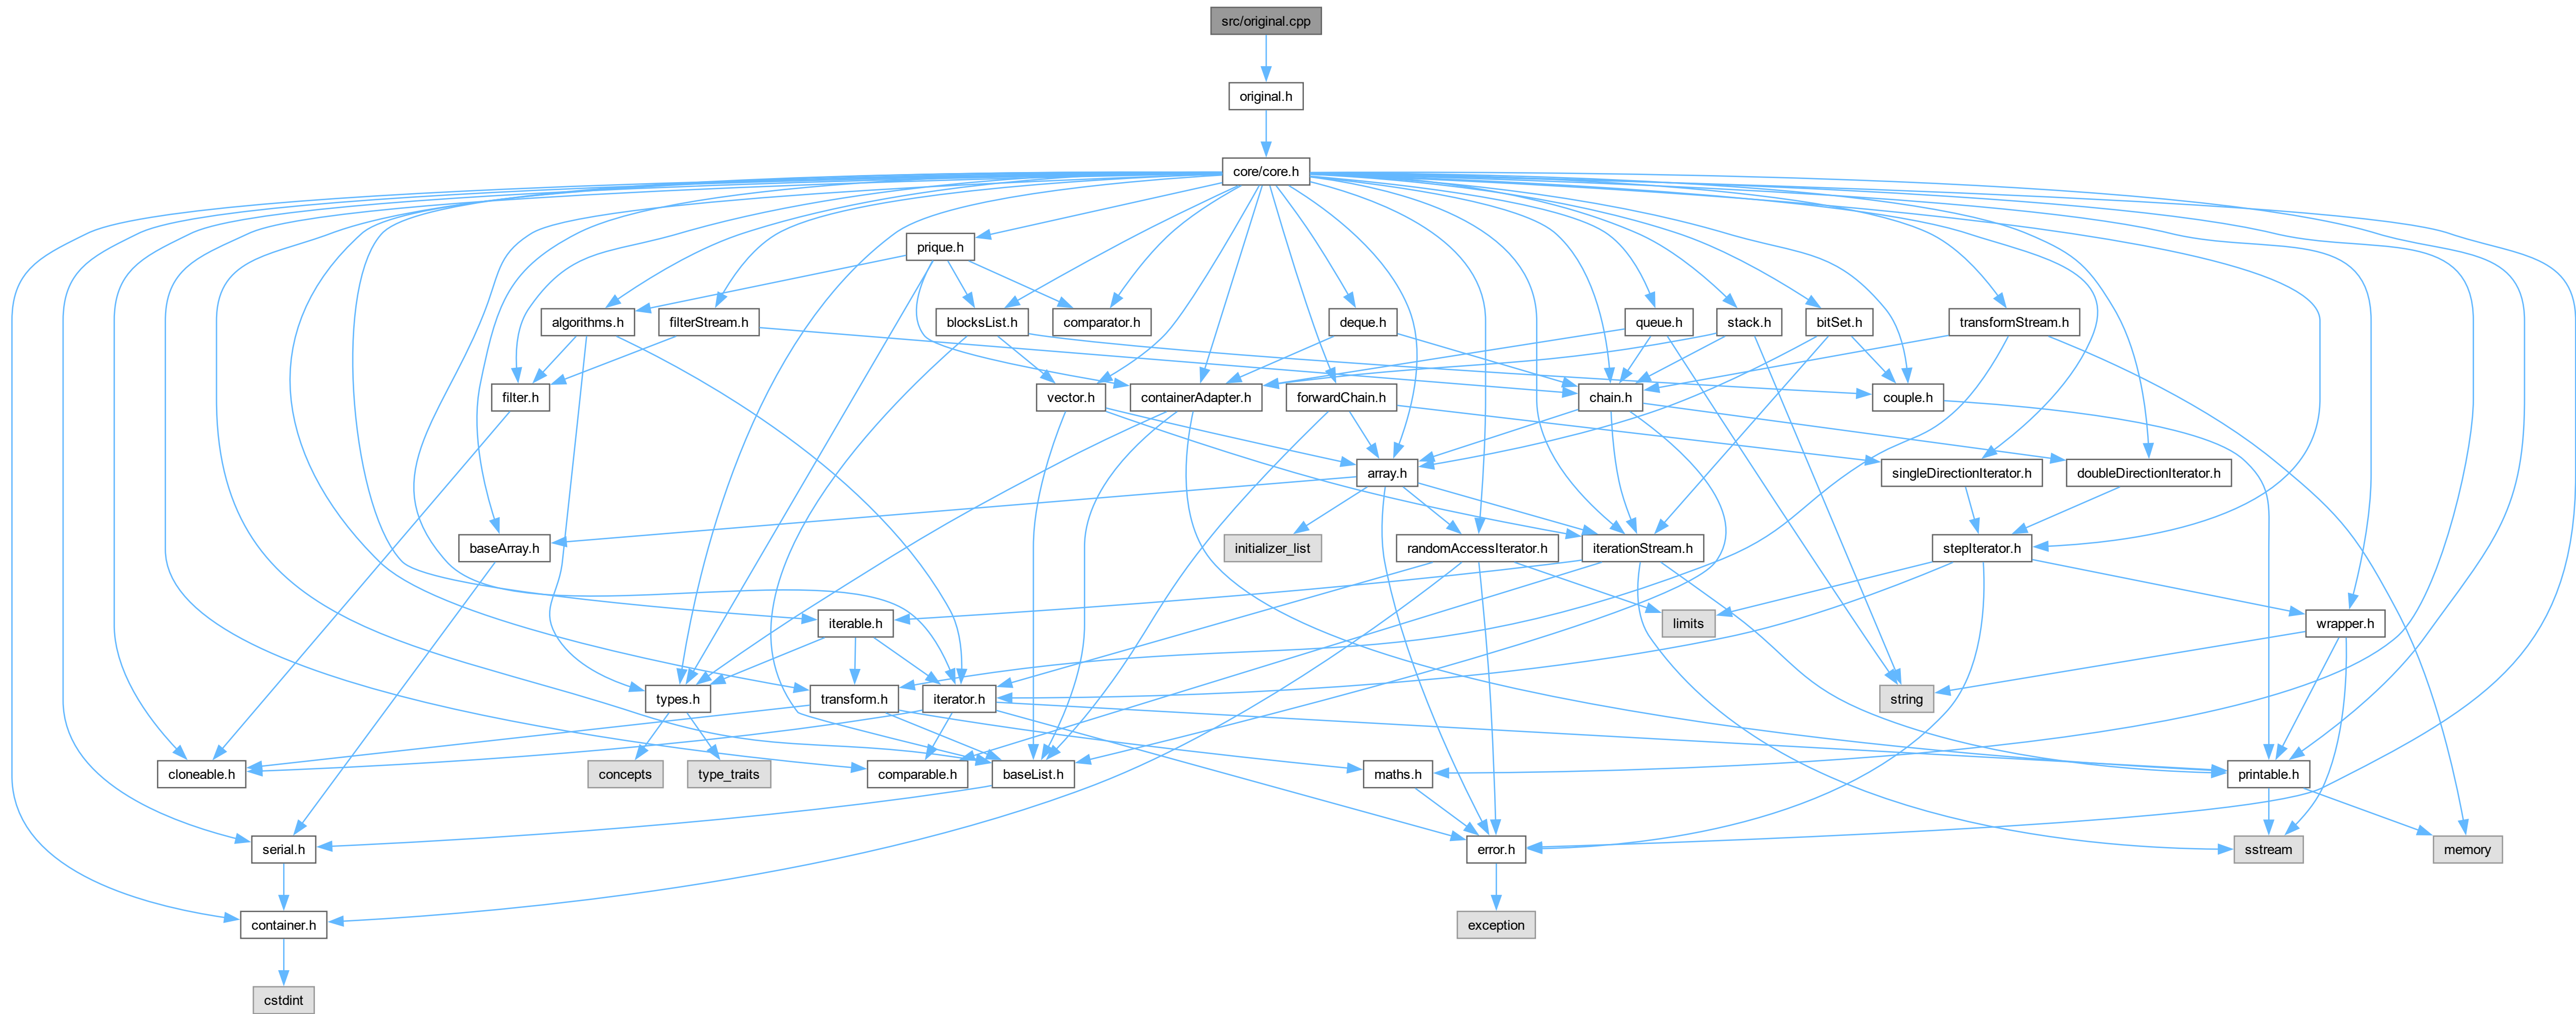 src/original.cpp
original.h
core/core.h
prique.h
algorithms.h
filterStream.h
blocksList.h
comparator.h
deque.h
queue.h
stack.h
bitSet.h
transformStream.h
filter.h
vector.h
containerAdapter.h
forwardChain.h
chain.h
couple.h
array.h
singleDirectionIterator.h
doubleDirectionIterator.h
baseArray.h
initializer_list
randomAccessIterator.h
iterationStream.h
stepIterator.h
iterable.h
limits
wrapper.h
types.h
transform.h
iterator.h
string
cloneable.h
concepts
type_traits
comparable.h
baseList.h
maths.h
printable.h
serial.h
error.h
sstream
memory
container.h
exception
cstdint